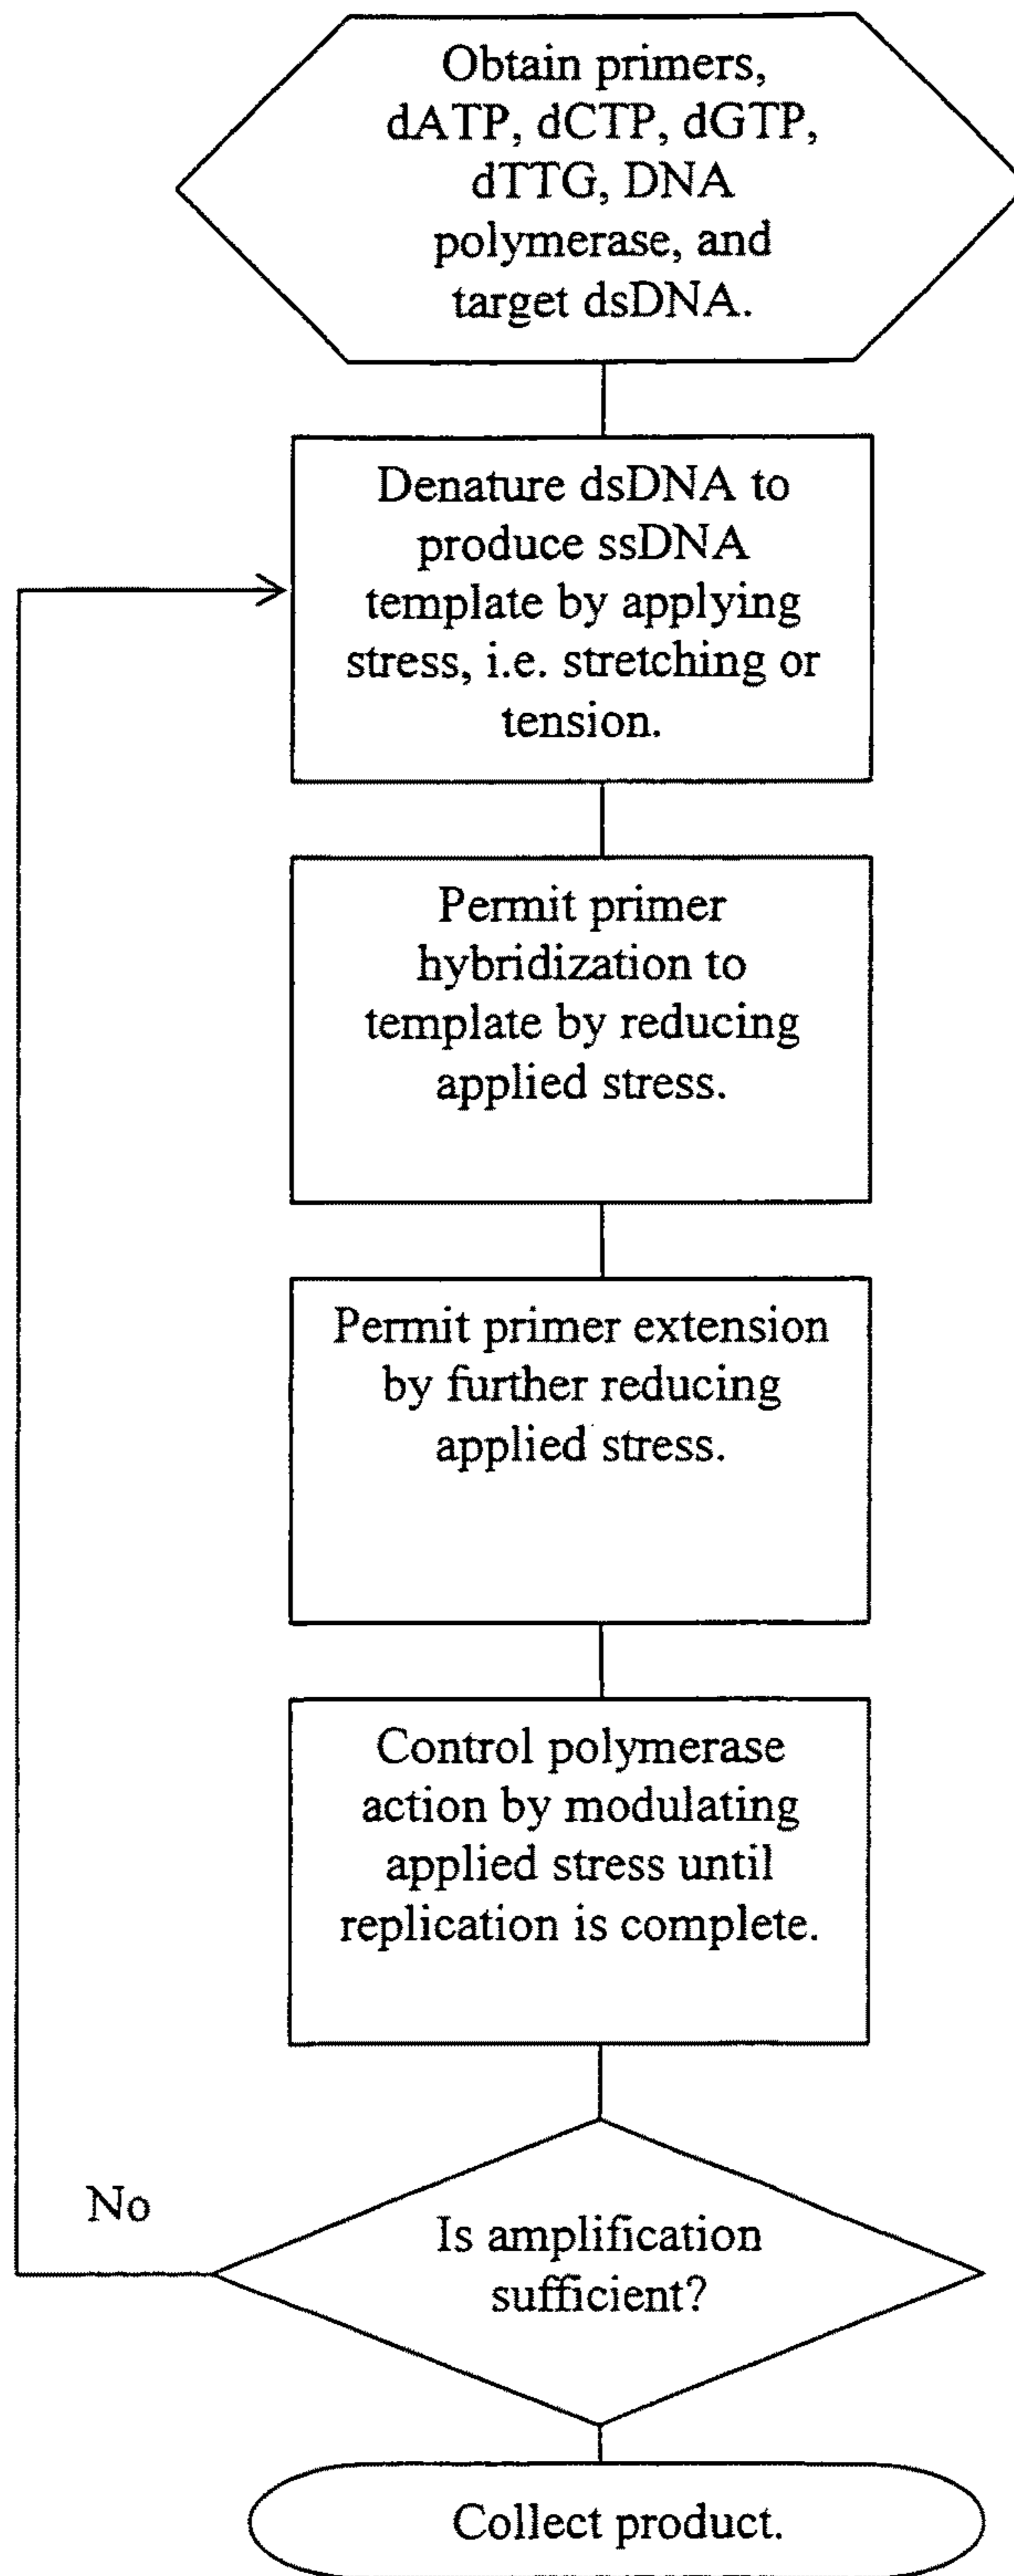 Obtain primers,
dATP, dCTP, dGTP,
dTTG, DNA
polymerase, and
target dsDNA.
Denature dsDNA to
produce ssDNA
template by applying
stress, i.e. stretching or
tension.
Permit primer
hybridization to
template by reducing
applied stress.
Permit primer extension
by further reducing
applied stress.
Control polymerase
action by modulating
applied stress until
replication is complete.
No
Is amplification
sufficient?
Collect product.